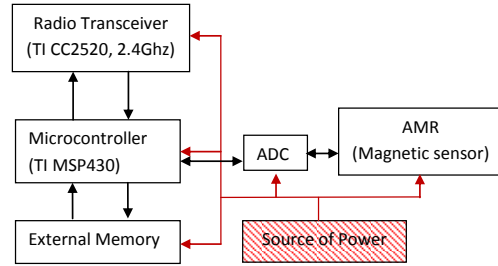 Radio Transceiver
(TI CC2520, 2.4Ghz)
Microcontroller
(TI MSP430)
ADC
AMR
(Magnetic sensor)
External Memory
Source of Power